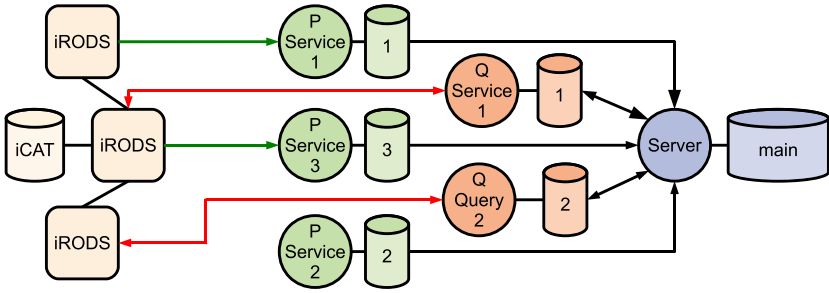 iRODS
P
Service
1
1
Q
Service
1
1
iCAT
iRODS
P
Service
3
3
Server
main
Q
Query
2
2
iRODS
P
Service
2
2